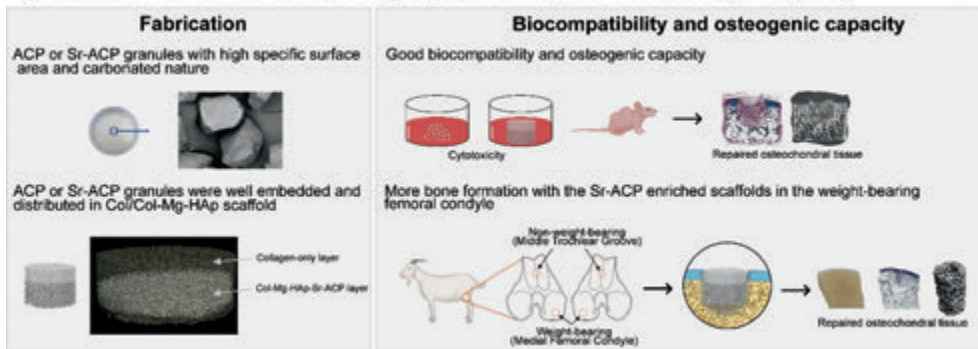 Fabrication
ACP or Sr-ACP granules with high specific surface
area and carbonated nature
ACP or Sr-ACP granules were well embedded and
distributed in Col/Col-Mg-HAp scaffold
Collagen-only layer
Col-Mg-HAp-Sr-ACP layer
Biocompatibility and osteogenic capacity
Good biocompatibility and osteogenic capacity
Cytotoxicity
Repaired osteochondral tissue
More bone formation with the Sr-ACP enriched scaffolds in the weight-bearing
femoral condyle
Non-weight-bearing
(Middle Trochlear Groove)
Weight-bearing
(Medial Femoral Condyle)
Repaired osteochondral tissue